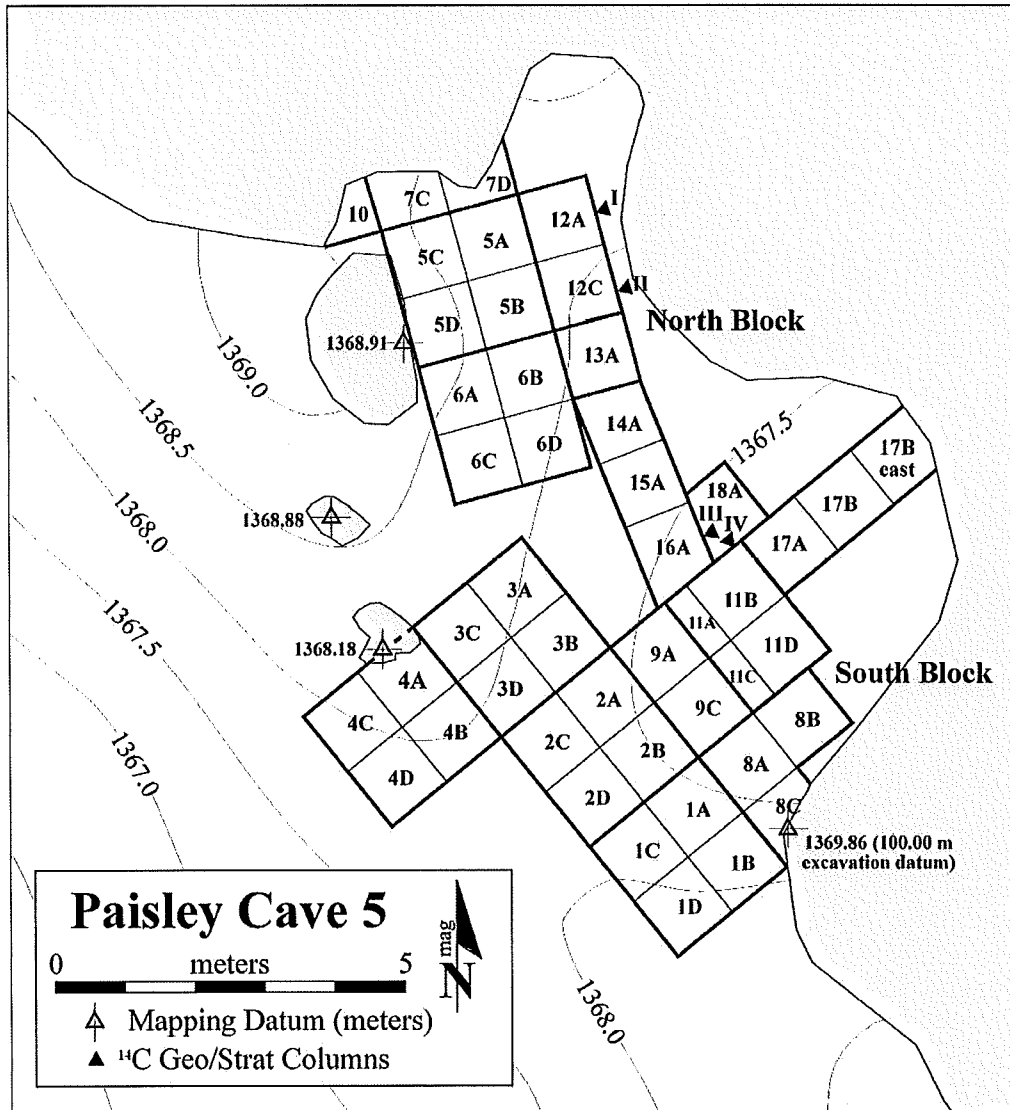 7D
7C
10
I
12A
5A
5C
II
12C
5B
5D
North Block
1368.91
13A
6B
6A
1369.0
14A
6D
6C
1368.5
1367.5
17B
east
15A
18A
17B
1368.88
III
IV
1368.0
16A
17A
3A
11B
3C
11A
3B
1367.5
1368.18
9A
11D
4A
11C
South Block
3D
2A
9C
4C
4B
8B
2C
2B
1367.0
4D
8A
2D
1A
8C
1369.86 (100.00 m
excavation datum)
1C
1B
1D
1368.0
Paisley Cave 5
0 meters 5
mag
N
Mapping Datum (meters)
¹⁴C Geo/Strat Columns